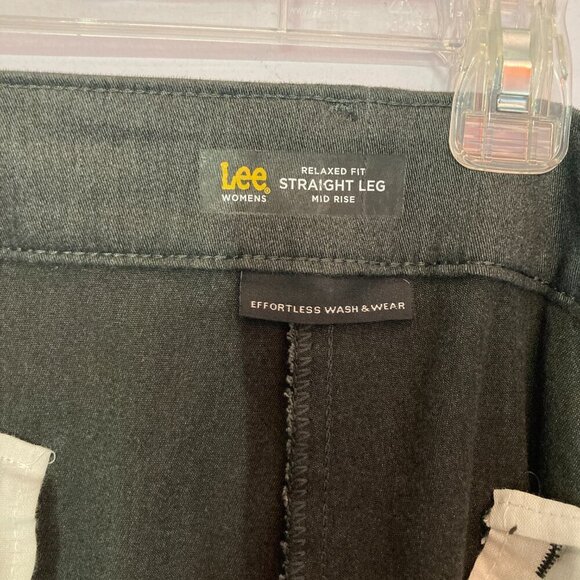 Lee®
WOMENS
RELAXED FIT
STRAIGHT LEG
MID RISE
EFFORTLESS WASH & WEAR